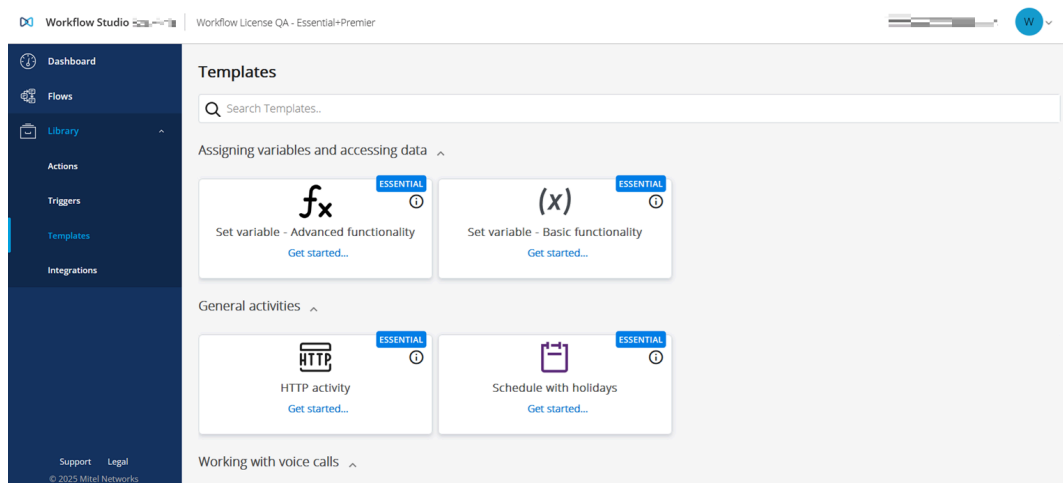 Workflow Studio
Workflow License QA - Essential+Premier
W
Dashboard
Flows
Library
Actions
Triggers
Templates
Integrations
Support Legal
© 2025 Mitel Networks
Templates
Search Templates..
Assigning variables and accessing data
ESSENTIAL
fx
Set variable - Advanced functionality
Get started...
ESSENTIAL
(x)
Set variable - Basic functionality
Get started...
General activities
ESSENTIAL
HTTP
HTTP activity
Get started...
ESSENTIAL
Schedule with holidays
Get started...
Working with voice calls